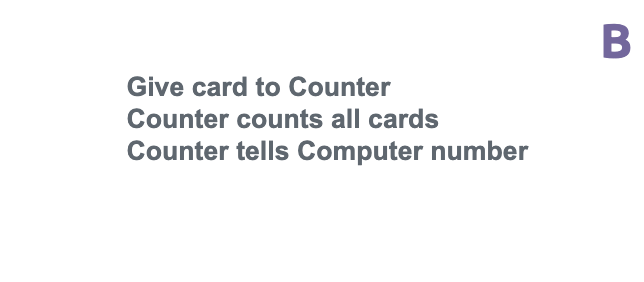 B
Give card to Counter
Counter counts all cards
Counter tells Computer number